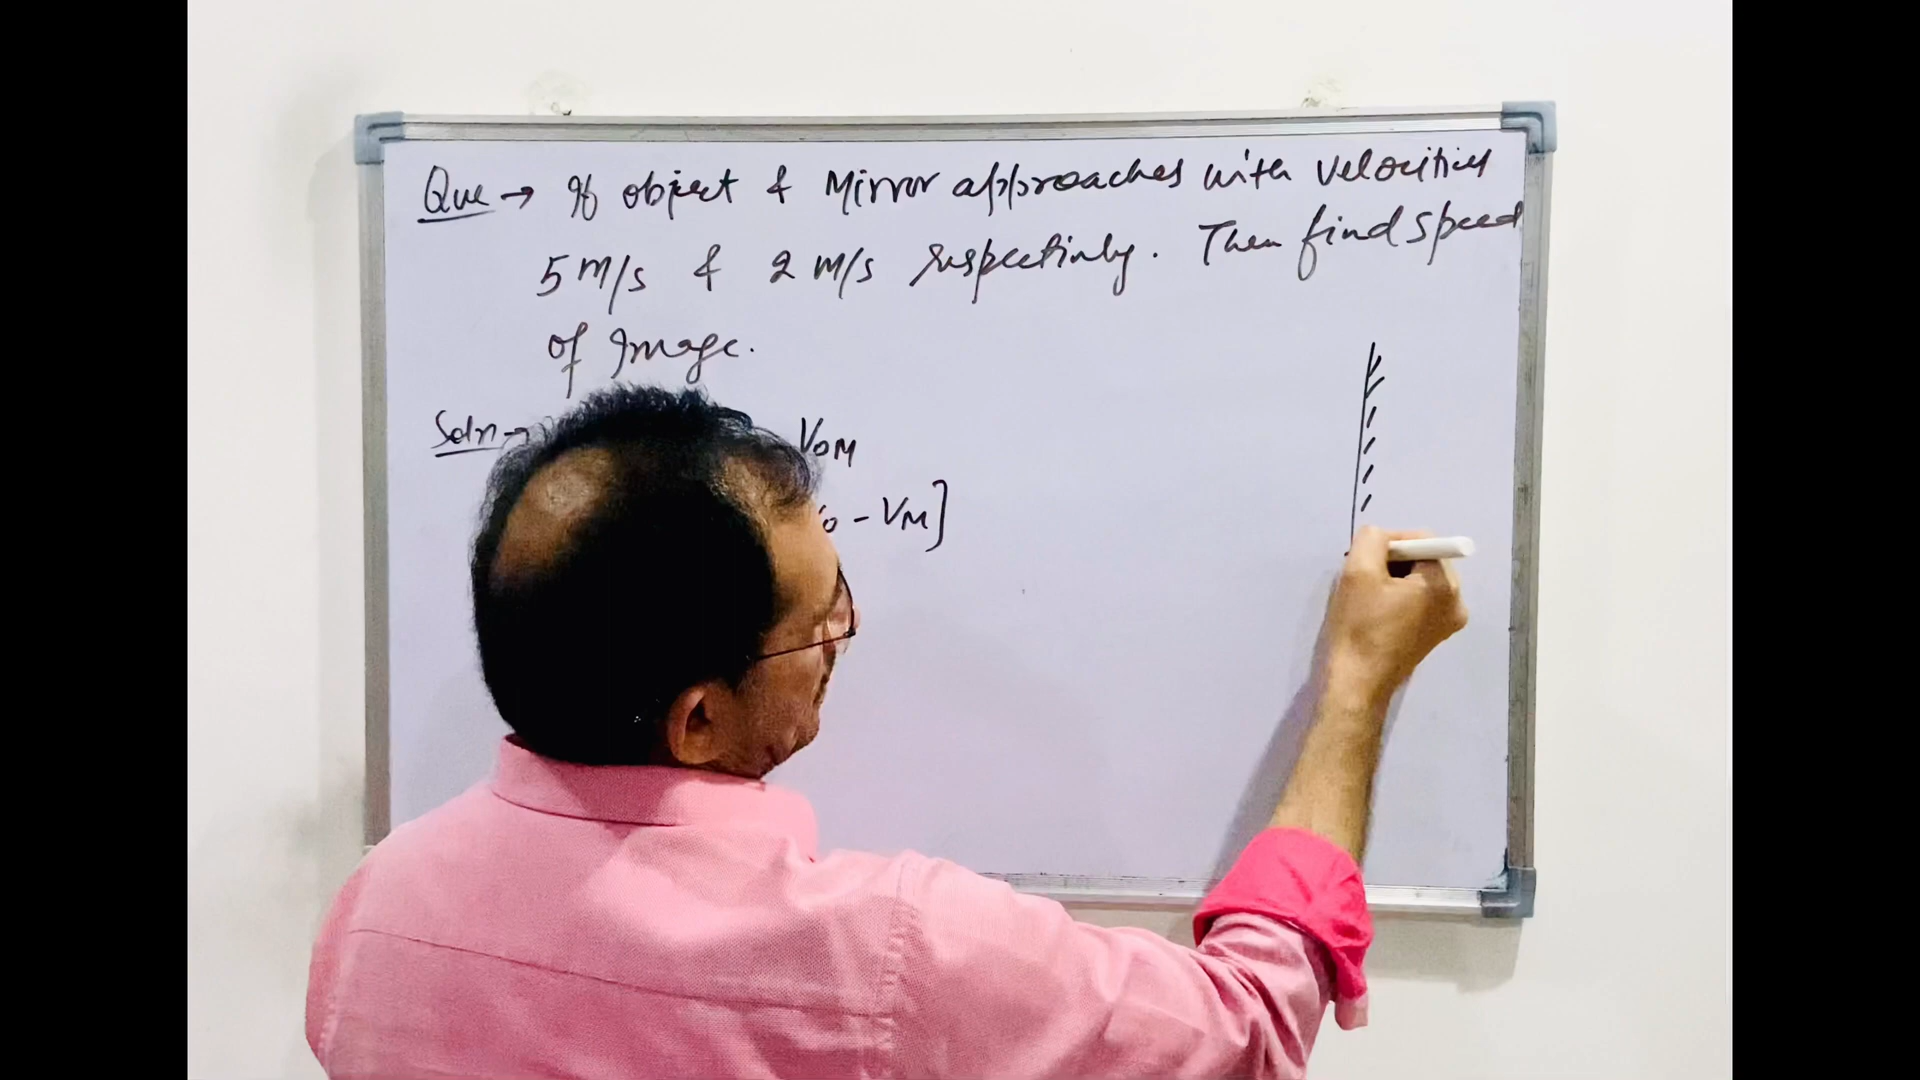 Que → If object & Mirror approaches with velocities
5 m/s & 2 m/s respectively. Then find speed
of Image.
Soln → VOM
- VM]